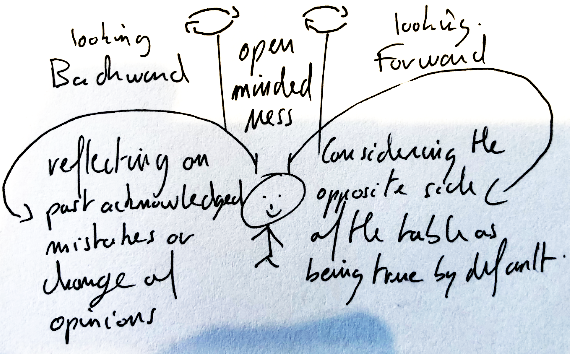 looking
Backward
open
minded
ness
looking
Forward
reflecting on
past acknowledged
mistakes or
change of
opinions
Considering the
opposite side
of the table as
being true by default.